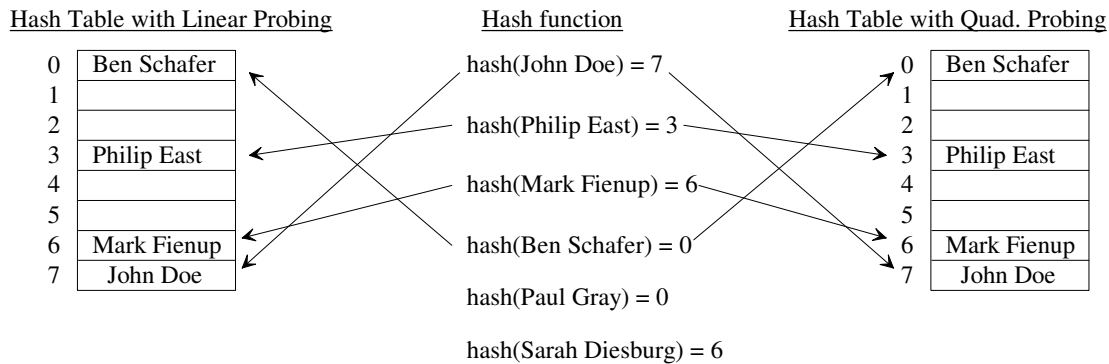 Hash Table with Linear Probing
0 Ben Schafer
1
2
3 Philip East
4
5
6 Mark Fienup
7 John Doe
Hash function
hash(John Doe) = 7
hash(Philip East) = 3
hash(Mark Fienup) = 6
hash(Ben Schafer) = 0
hash(Paul Gray) = 0
hash(Sarah Diesburg) = 6
Hash Table with Quad. Probing
0 Ben Schafer
1
2
3 Philip East
4
5
6 Mark Fienup
7 John Doe